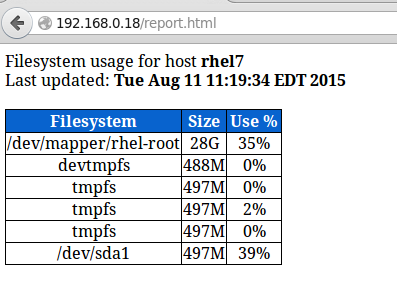 192.168.0.18/report.html
Filesystem usage for host rhel7
Last updated: Tue Aug 11 11:19:34 EDT 2015
Filesystem Size Use %
/dev/mapper/rhel-root 28G 35%
devtmpfs 488M 0%
tmpfs 497M 0%
tmpfs 497M 2%
tmpfs 497M 0%
/dev/sda1 497M 39%